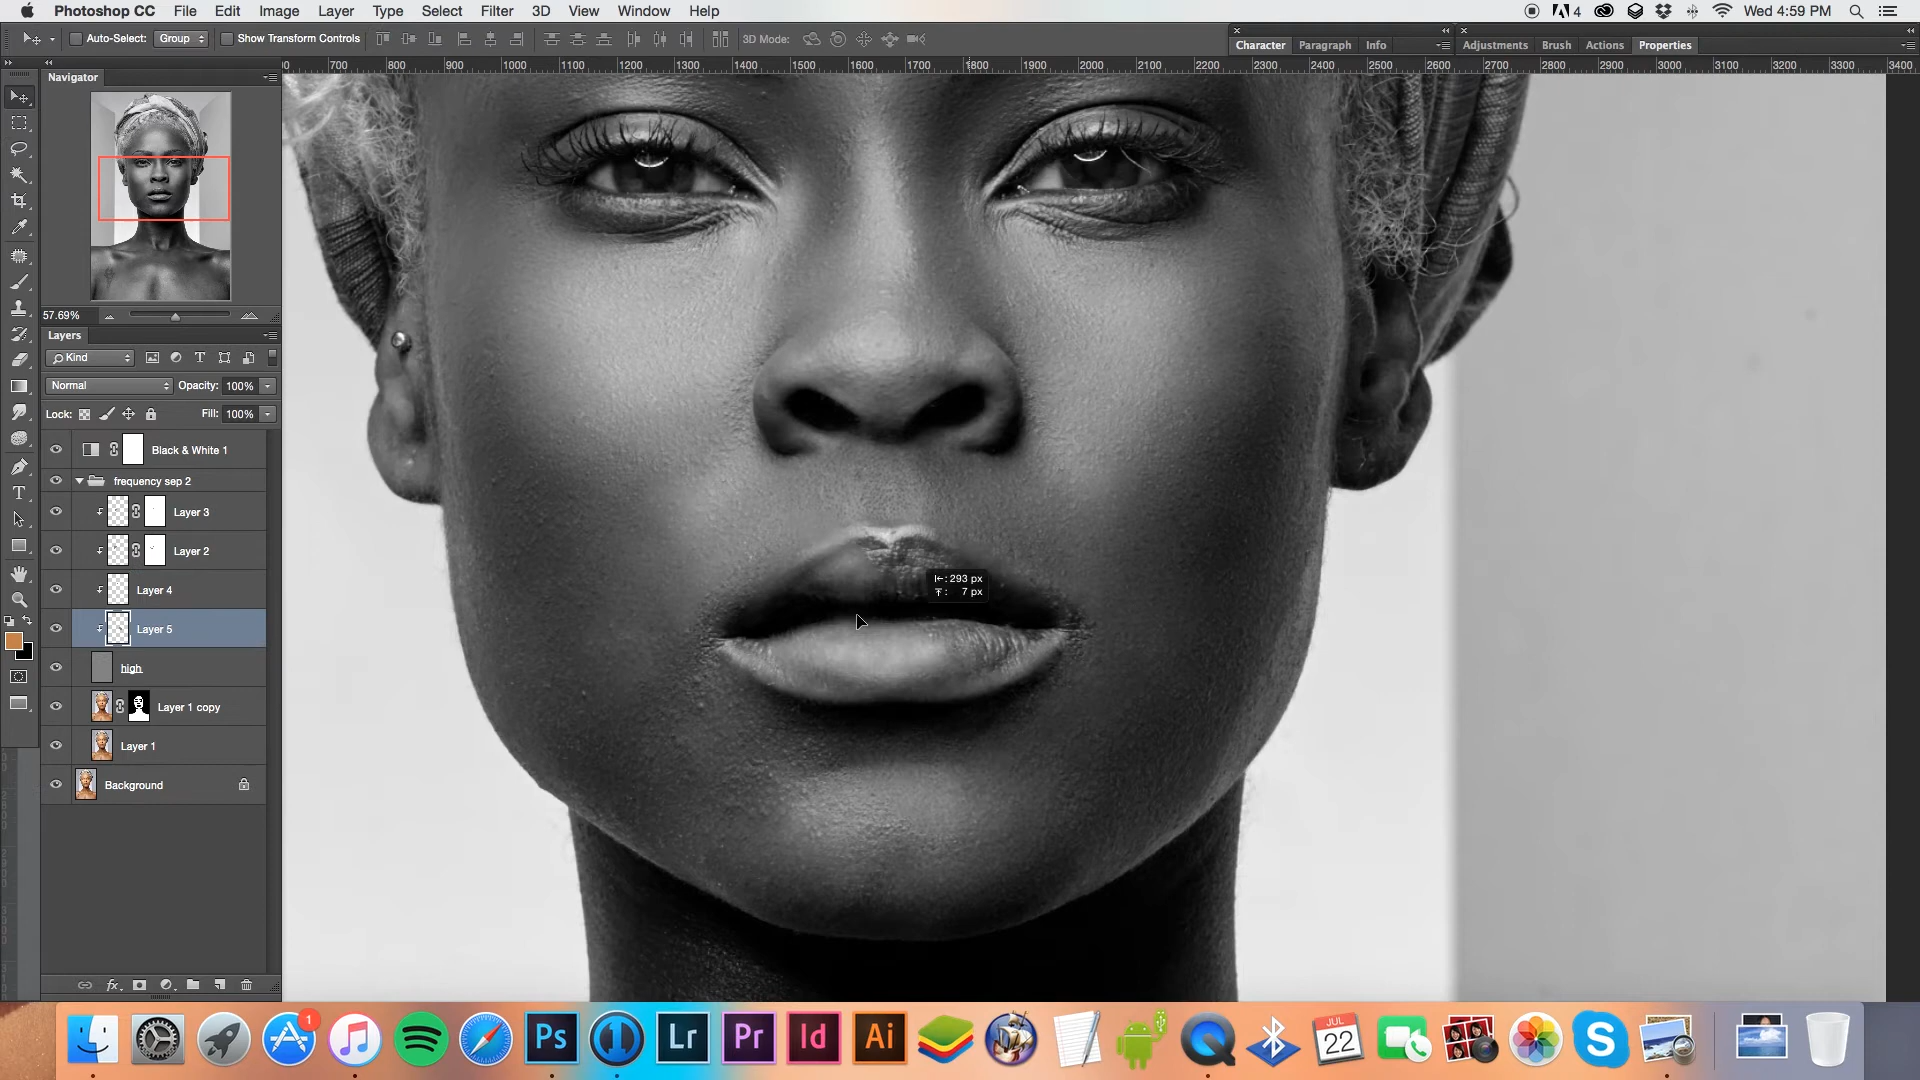 Photoshop CC File Edit Image Layer Type Select Filter 3D View Window Help 4 Wed 4:59 PM
Auto-Select: Group Show Transform Controls 3D Mode:
Character Paragraph Info Adjustments Brush Actions Properties
700 800 900 1000 1100 1200 1300 1400 1500 1600 1700 1800 1900 2000 2100 2200 2300 2400 2500 2600 2700 2800 2900 3000 3100 3200 3300 3400
Navigator
57.69%
Layers
Kind
Normal Opacity: 100%
Lock: Fill: 100%
Black & White 1
frequency sep 2
Layer 3
Layer 2
Layer 4
Layer 5
high
Layer 1 copy
Layer 1
Background
293 px
7 px
fx
1
Ps
1
Lr
Pr
Id
Ai
JUL
22